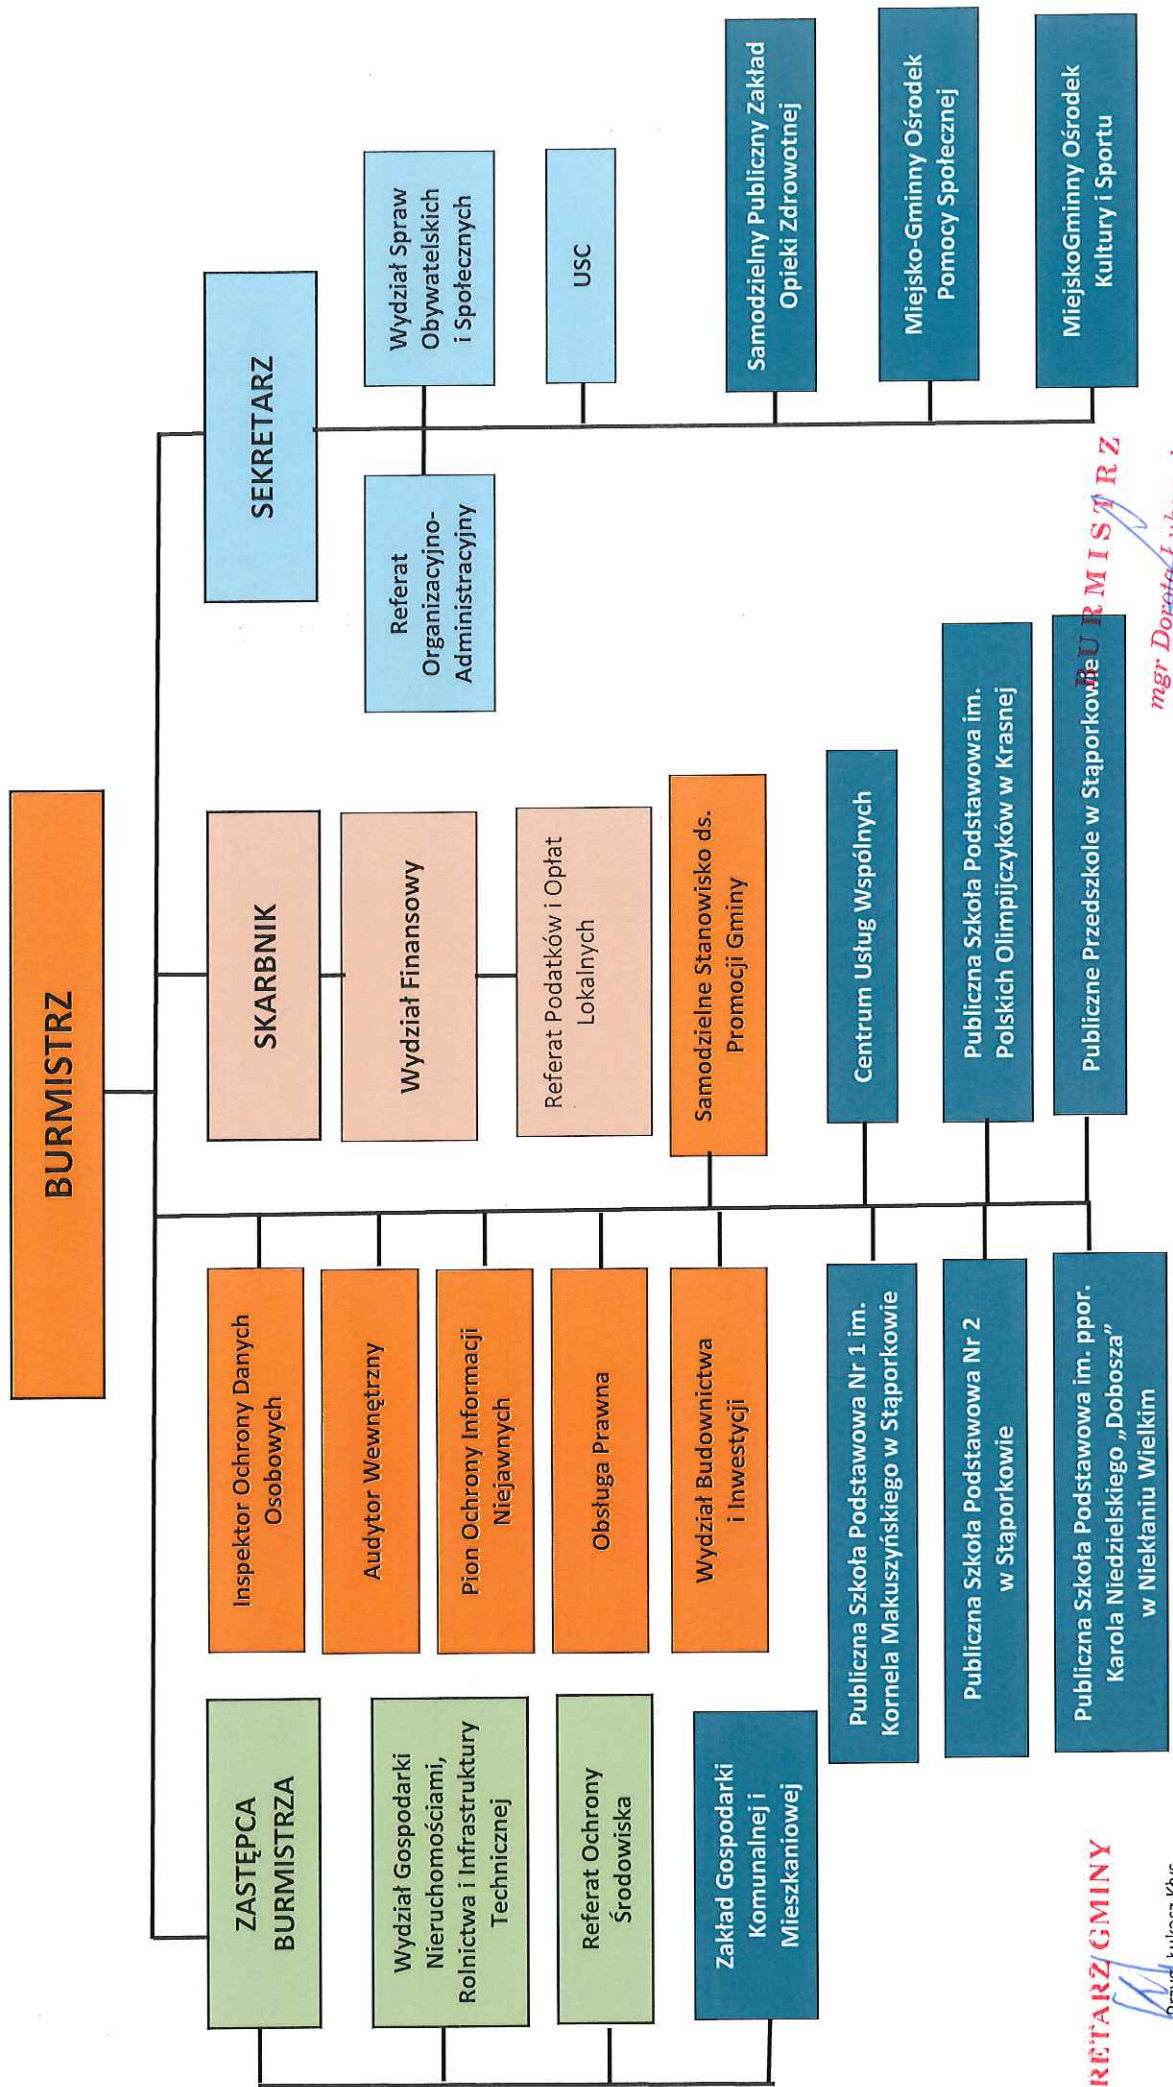 BURMISTRZ
ZASTĘPCA
BURMISTRZA
Wydział Gospodarki
Nieruchomościami,
Rolnictwa i Infrastruktury
Technicznej
Referat Ochrony
Środowiska
Zakład Gospodarki
Komunalnej i
Mieszkaniowej
Inspektor Ochrony Danych
Osobowych
Audytor Wewnętrzny
Pion Ochrony Informacji
Niejawnych
Obsługa Prawna
Wydział Budownictwa
i Inwestycji
Publiczna Szkoła Podstawowa Nr 1 im.
Kornela Makuszyńskiego w Stąporkowie
Publiczna Szkoła Podstawowa Nr 2
w Stąporkowie
Publiczna Szkoła Podstawowa im. ppor.
Karola Niedzielskiego „Dobosza”
w Niekłaniu Wielkim
SKARBNIK
Wydział Finansowy
Referat Podatków i Opłat
Lokalnych
Samodzielne Stanowisko ds.
Promocji Gminy
Centrum Usług Wspólnych
Publiczna Szkoła Podstawowa im.
Polskich Olimpijczyków w Krasnej
Publiczne Przedszkole w Stąporkowie
SEKRETARZ
Referat
Organizacyjno-
Administracyjny
Wydział Spraw
Obywatelskich
i Społecznych
USC
Samodzielny Publiczny Zakład
Opieki Zdrowotnej
Miejsko-Gminny Ośrodek
Pomocy Społecznej
MiejskoGminny Ośrodek
Kultury i Sportu
RETARZ GMINY
BURMISTRZ
mgr Dorota